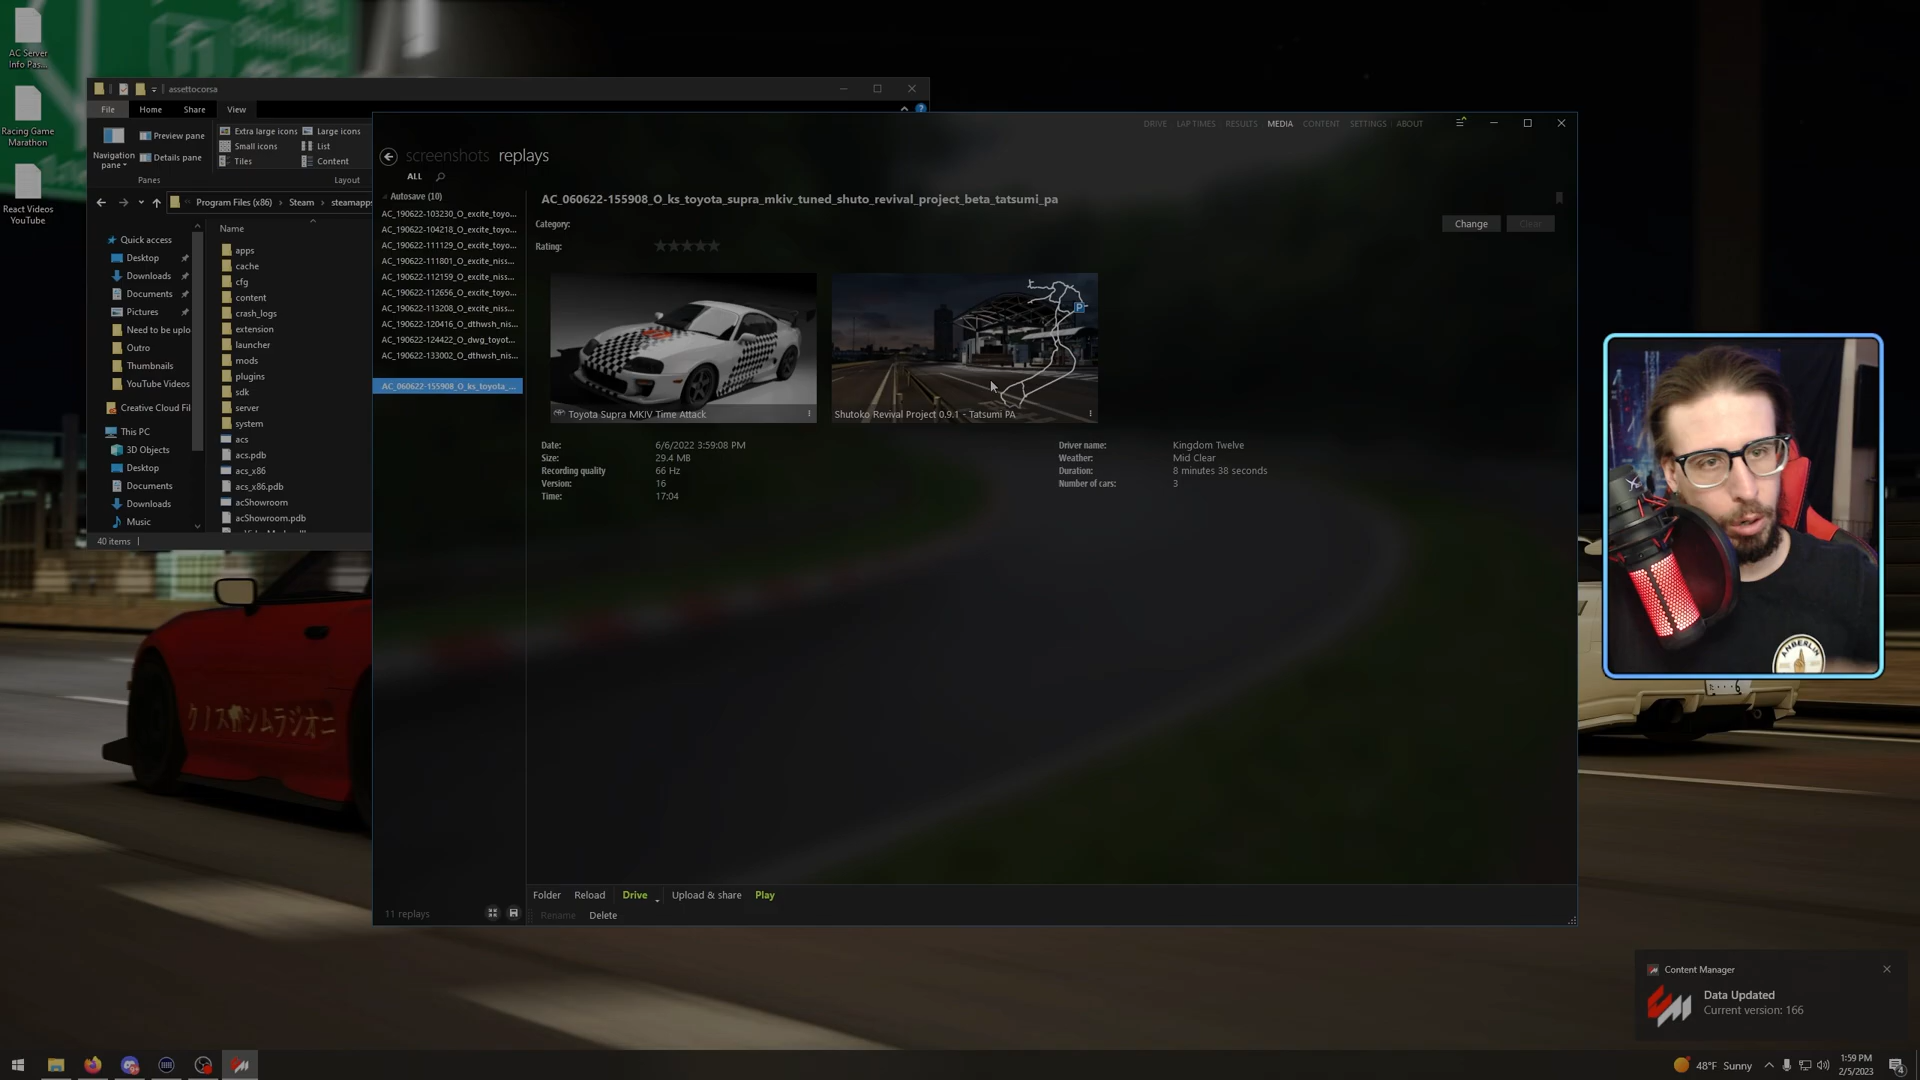 AC Server
Info Pas...
Racing Game
Marathon
React Videos
YouTube
assettocorsa
File
Home
Share
View
Navigation
pane
Preview pane
Details pane
Panes
Extra large icons
Large icons
Small icons
List
Tiles
Content
Layout
Program Files (x86)
Steam
steamapps
Name
Quick access
Desktop
Downloads
Documents
Pictures
Need to be uplo
Outro
Thumbnails
YouTube Videos
Creative Cloud Fil
This PC
3D Objects
Desktop
Documents
Downloads
Music
apps
cache
cfg
content
crash_logs
extension
launcher
mods
plugins
sdk
server
system
acs
acs.pdb
acs_x86
acs_x86.pdb
acShowroom
acShowroom.pdb
40 items
DRIVE
LAP TIMES
RESULTS
MEDIA
CONTENT
SETTINGS
ABOUT
screenshots replays
ALL
Autosave (10)
AC_190622-103230_O_excite_toyo...
AC_190622-104218_O_excite_toyo...
AC_190622-111129_O_excite_toyo...
AC_190622-111801_O_excite_niss...
AC_190622-112159_O_excite_niss...
AC_190622-112656_O_excite_toyo...
AC_190622-113208_O_excite_niss...
AC_190622-120416_O_dthwsh_nis...
AC_190622-124422_O_dwg_toyot...
AC_190622-133002_O_dthwsh_nis...
AC_060622-155908_O_ks_toyota_...
11 replays
AC_060622-155908_O_ks_toyota_supra_mkiv_tuned_shuto_revival_project_beta_tatsumi_pa
Category:
Change
Clear
Rating:
P
Toyota Supra MKIV Time Attack
Shutoko Revival Project 0.9.1 - Tatsumi PA
Date:
6/6/2022 3:59:08 PM
Size:
29.4 MB
Recording quality
66 Hz
Version:
16
Time:
17:04
Driver name:
Kingdom Twelve
Weather:
Mid Clear
Duration:
8 minutes 38 seconds
Number of cars:
3
Folder
Reload
Drive
Upload & share
Play
Rename
Delete
ANBERLIN
Content Manager
Data Updated
Current version: 166
48°F Sunny
1:59 PM
2/5/2023
4